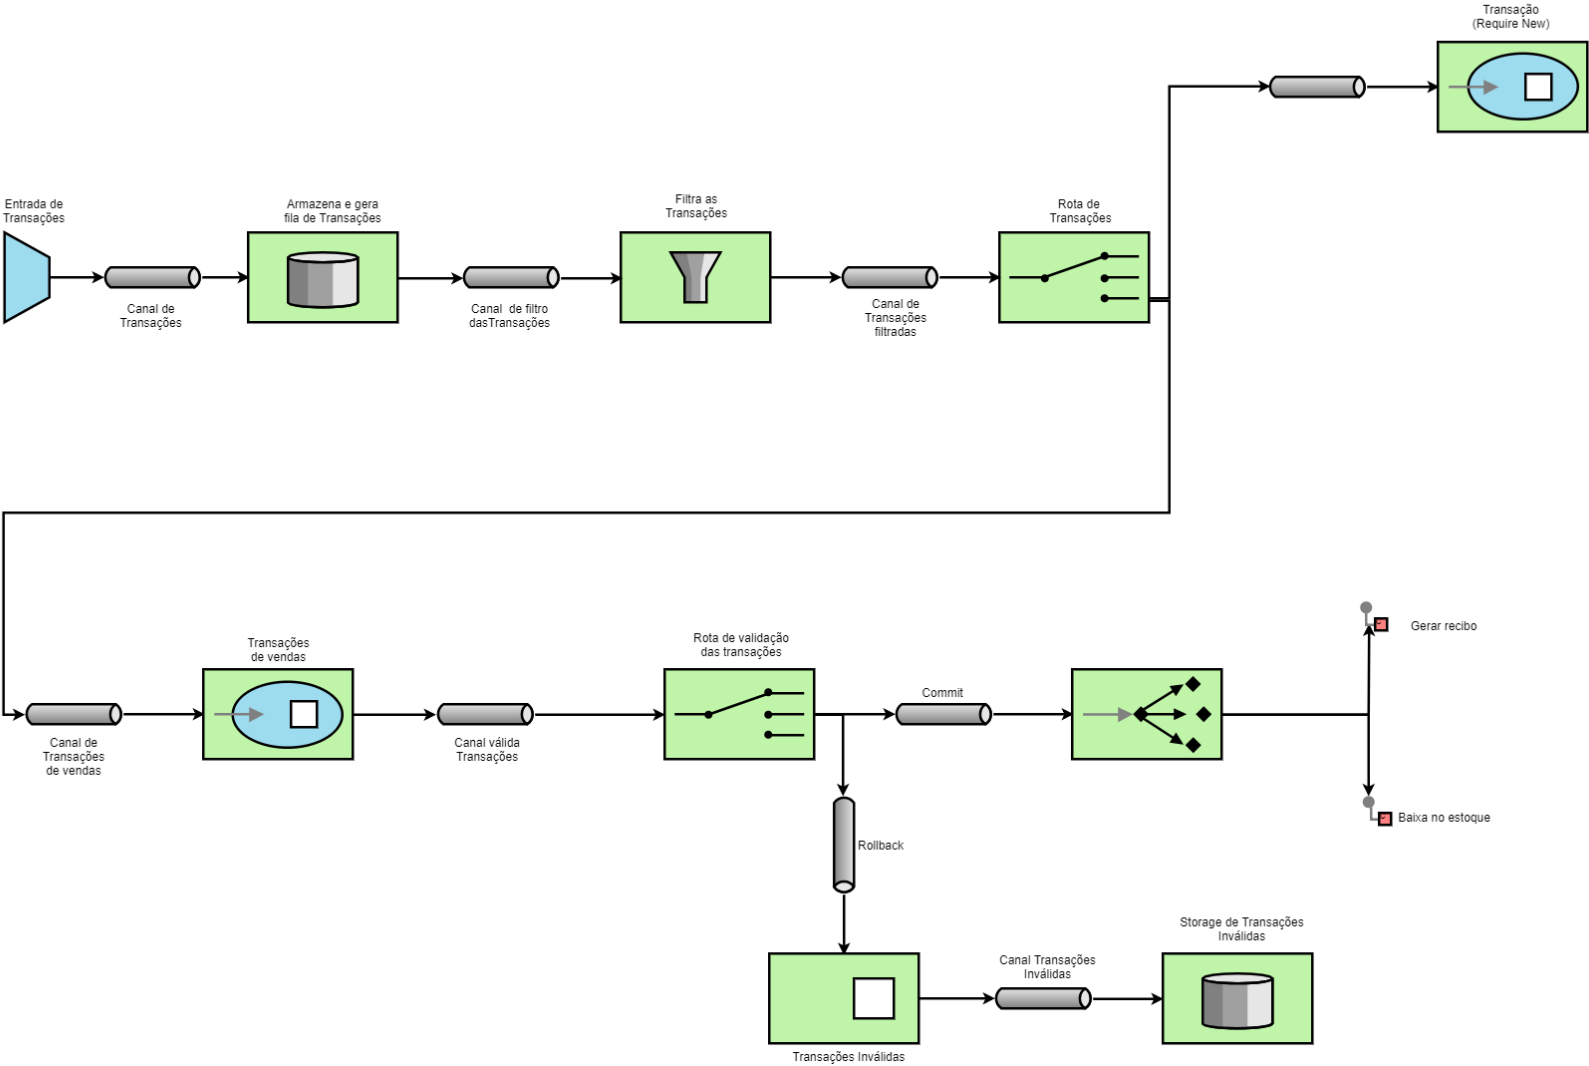 Transação
(Require New)
Entrada de
Transações
Armazena e gera
fila de Transações
Filtra as
Transações
Rota de
Transações
Canal de
Transações
Canal  de filtro
dasTransações
Canal de
Transações
filtradas
Transações
de vendas
Rota de validação
das transações
Commit
Gerar recibo
Canal de
Transações
de vendas
Canal válida
Transações
Baixa no estoque
Rollback
Storage de Transações
Inválidas
Canal Transações
Inválidas
Transações Inválidas